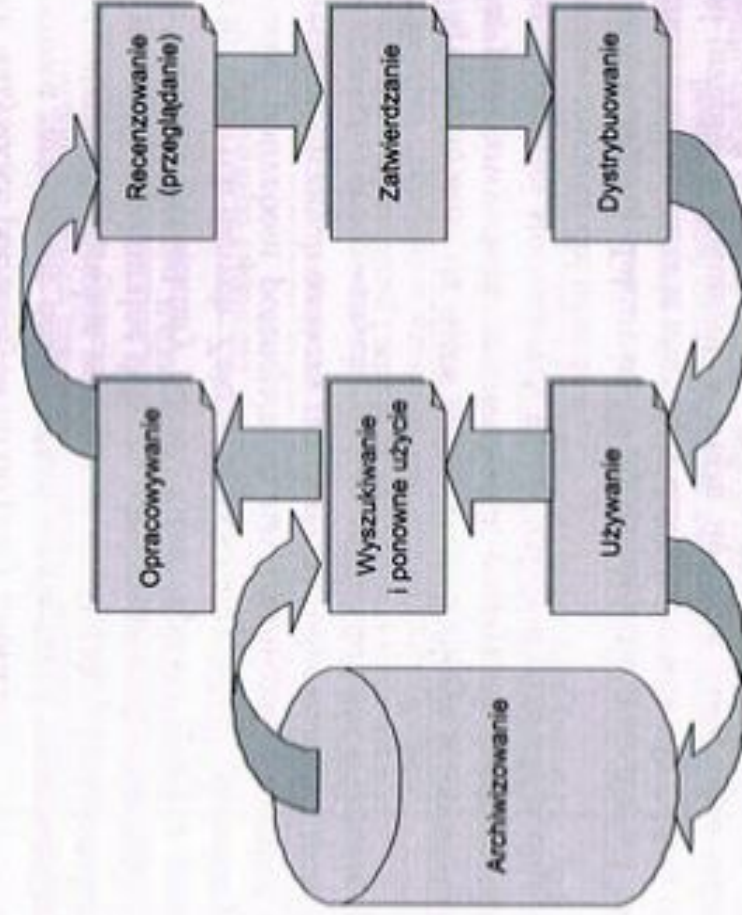 Opracowywanie
Recenzowanie
(przeglądanie)
Wyszukiwanie
i ponowne użycie
Zatwierdzanie
Archiwizowanie
Używanie
Dystrybuowanie